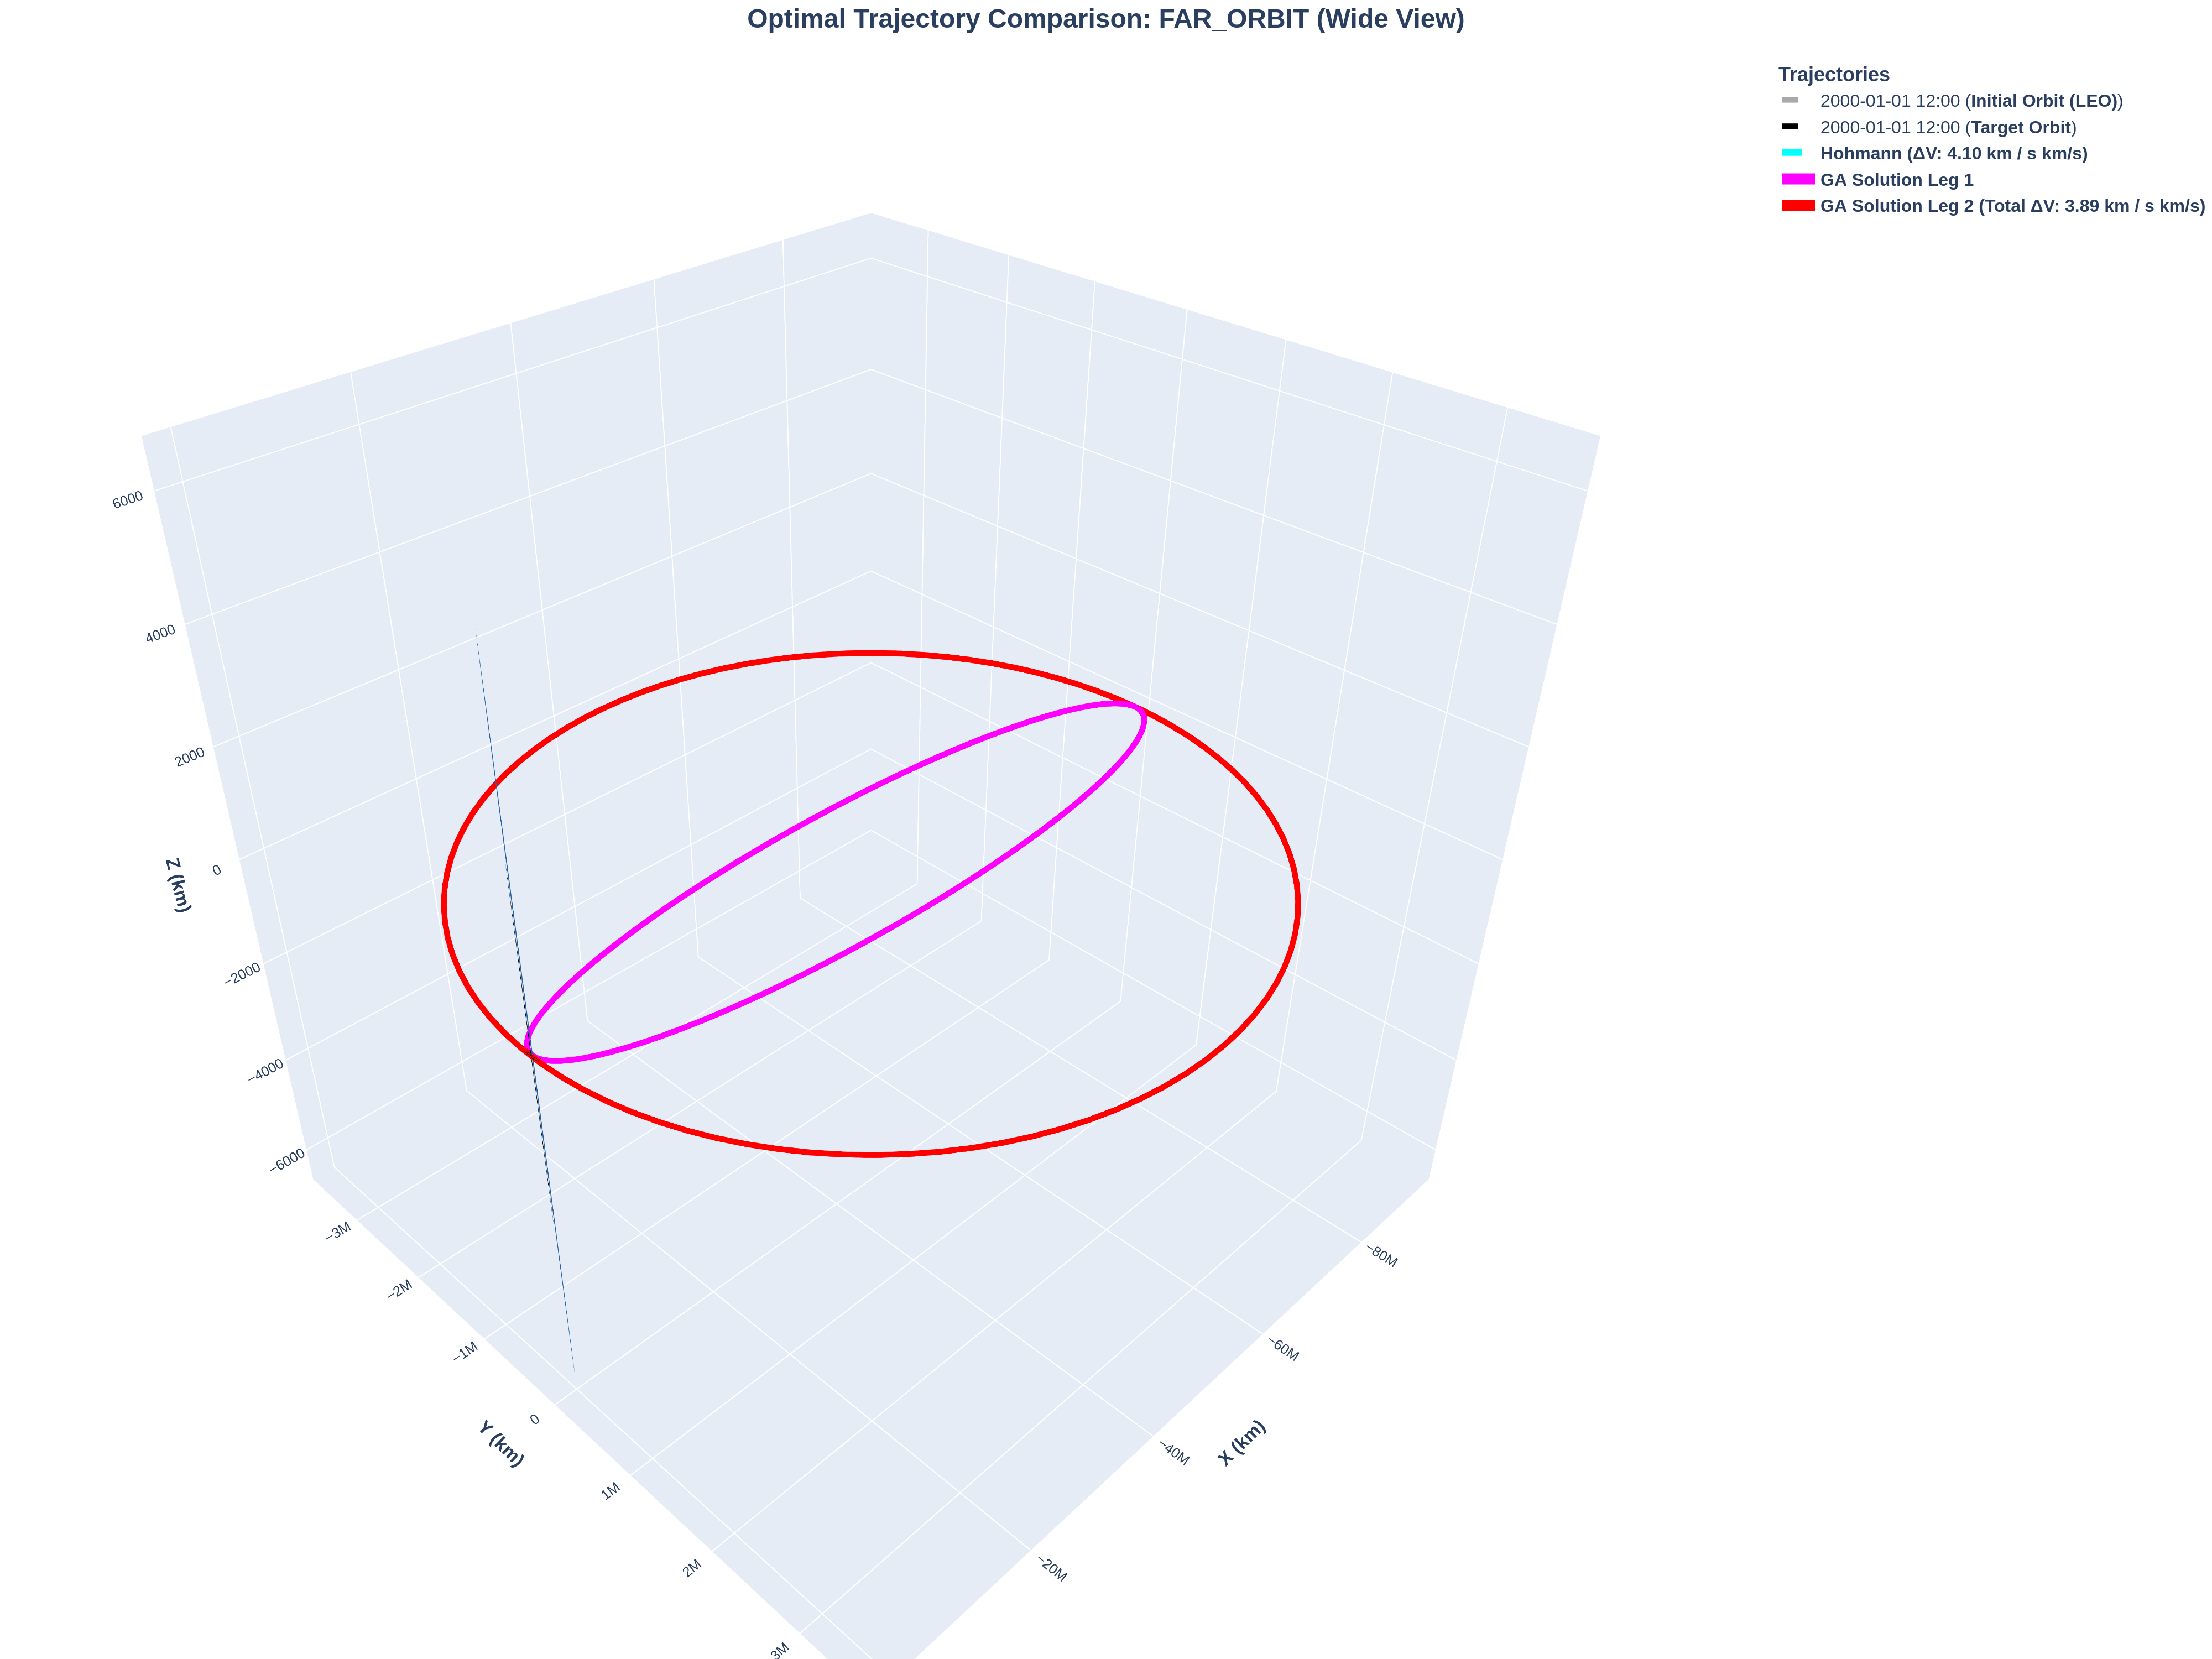 Optimal Trajectory Comparison: FAR_ORBIT (Wide View)
Trajectories
2000-01-01 12:00 (Initial Orbit (LEO))
2000-01-01 12:00 (Target Orbit)
Hohmann (ΔV: 4.10 km / s km/s)
GA Solution Leg 1
GA Solution Leg 2 (Total ΔV: 3.89 km / s km/s)
6000
4000
2000
0
−2000
−4000
−6000
Z (km)
−3M
−2M
−1M
0
1M
2M
3M
Y (km)
−80M
−60M
−40M
−20M
X (km)